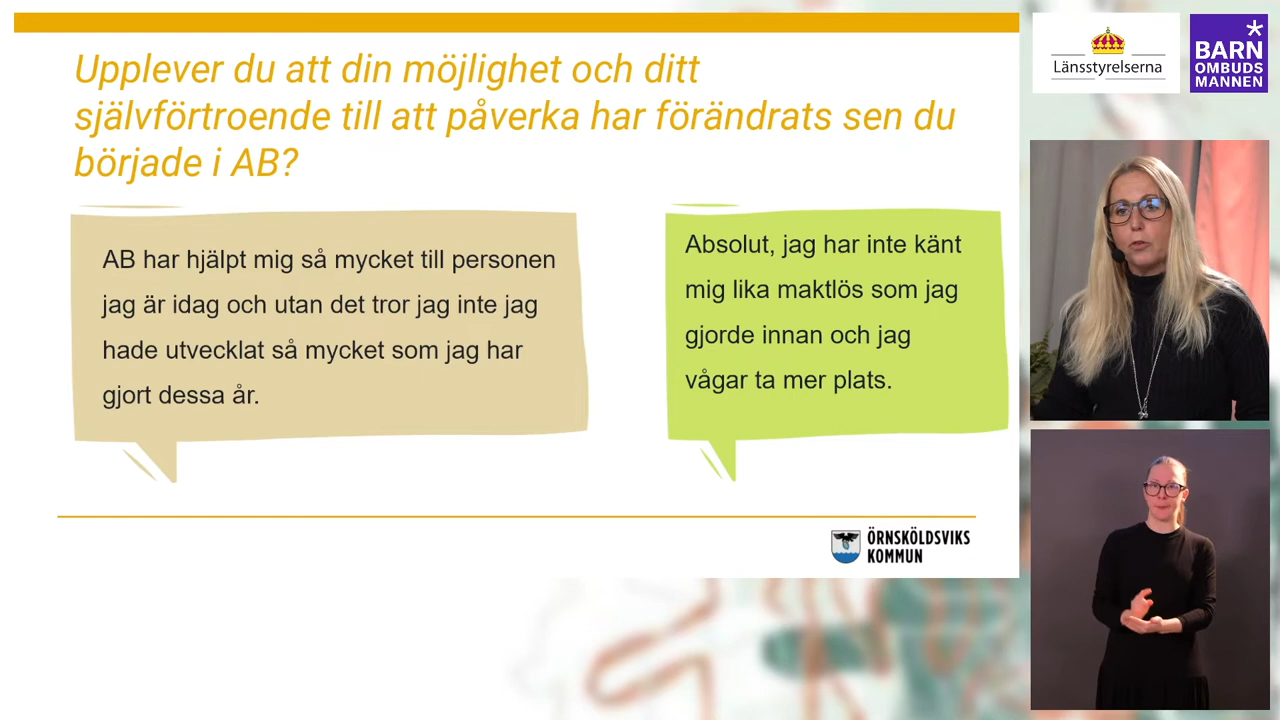 Upplever du att din möjlighet och ditt
självförtroende till att påverka har förändrats sen du
började i AB?
AB har hjälpt mig så mycket till personen
jag är idag och utan det tror jag inte jag
hade utvecklat så mycket som jag har
gjort dessa år.
Absolut, jag har inte känt
mig lika maktlös som jag
gjorde innan och jag
vågar ta mer plats.
ÖRNSKÖLDSVIKS
KOMMUN
Länsstyrelserna
BARN
OMBUDS
MANNEN